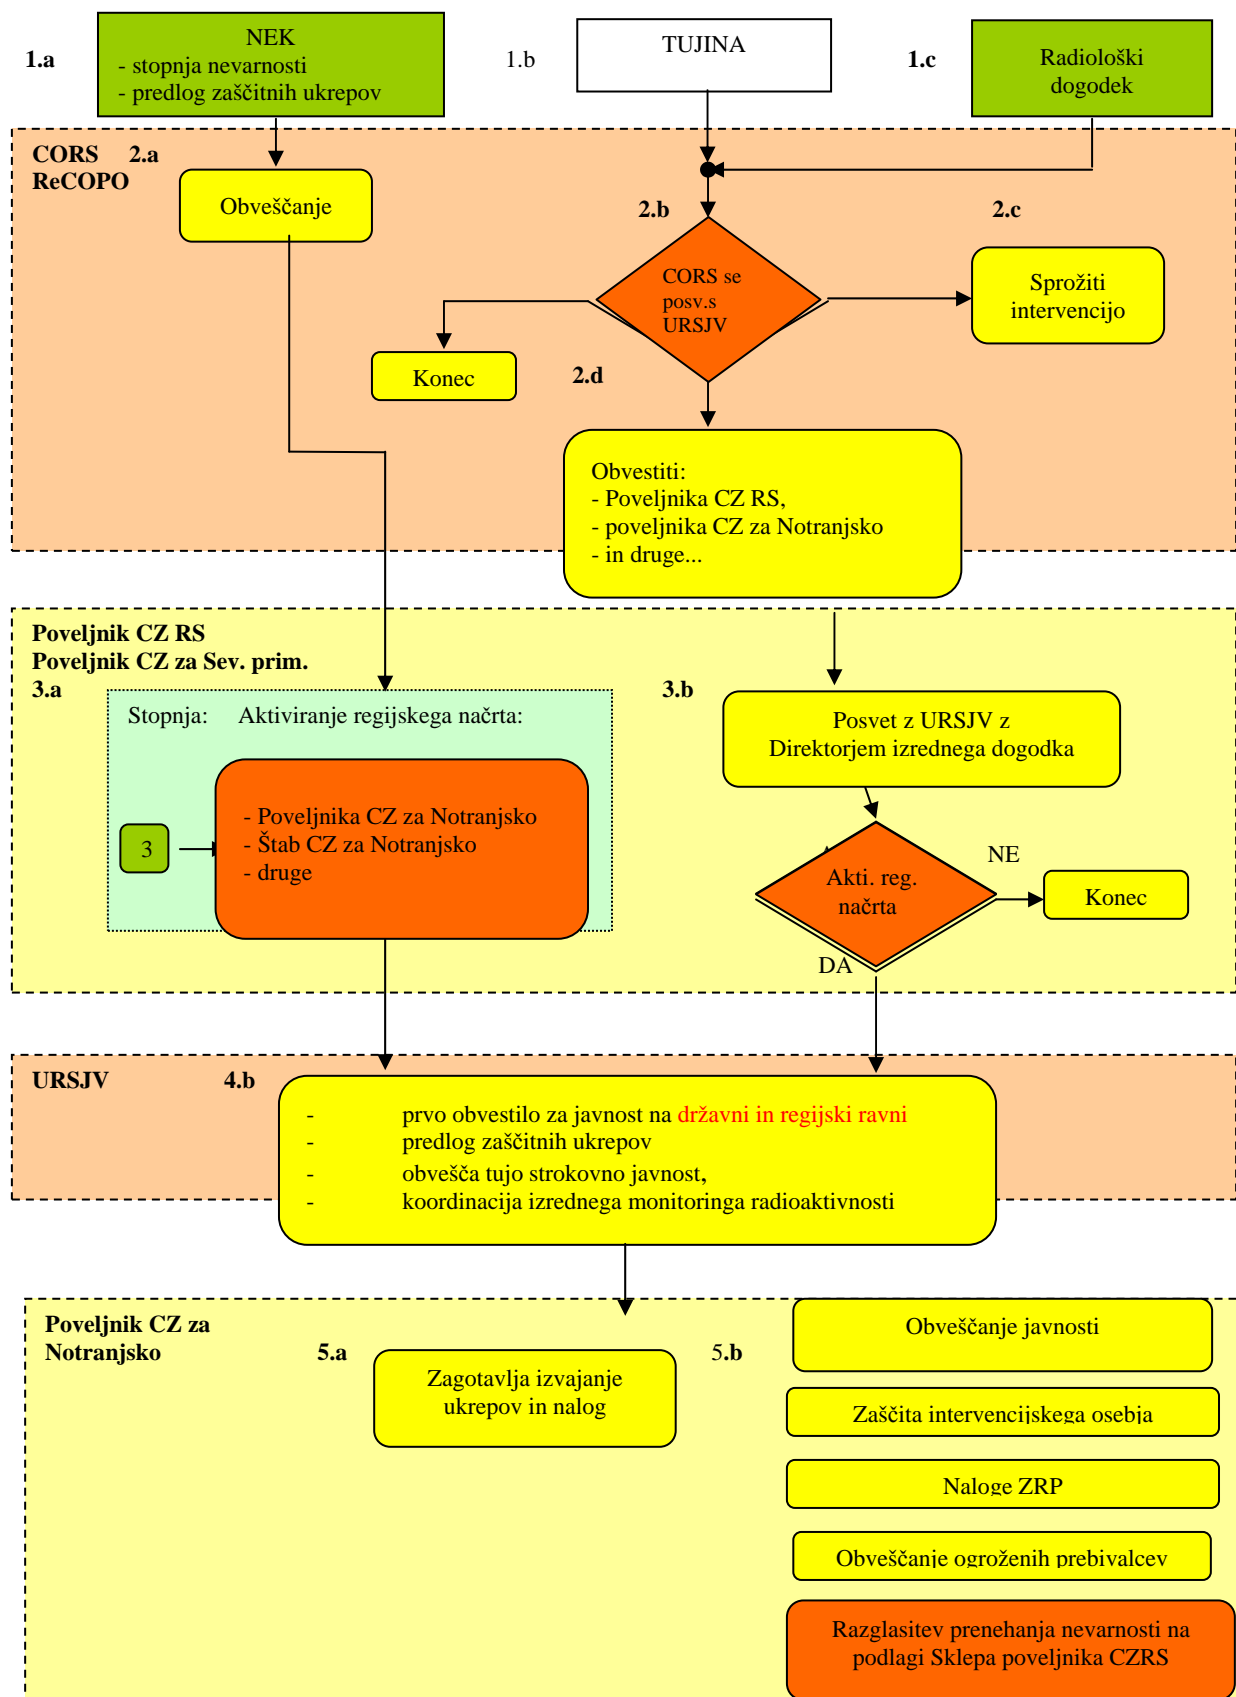 1.a
NEK
- stopnja nevarnosti
- predlog zaščitnih ukrepov
1.b
TUJINA
1.c
Radiološki
dogodek
CORS 2.a
ReCOPO
Obveščanje
2.b
2.c
CORS se
posv.s
URSJV
Sprožiti
intervencijo
Konec
2.d
Obvestiti:
- Poveljnika CZ RS,
- poveljnika CZ za Notranjsko
- in druge...
Poveljnik CZ RS
Poveljnik CZ za Sev. prim.
3.a
Stopnja: Aktiviranje regijskega načrta:
3
- Poveljnika CZ za Notranjsko
- Štab CZ za Notranjsko
- druge
3.b
Posvet z URSJV z
Direktorjem izrednega dogodka
Akti. reg.
načrta
NE
Konec
DA
URSJV 4.b
- prvo obvestilo za javnost na državni in regijski ravni
- predlog zaščitnih ukrepov
- obvešča tujo strokovno javnost,
- koordinacija izrednega monitoringa radioaktivnosti
Poveljnik CZ za
Notranjsko
5.a
Zagotavlja izvajanje
ukrepov in nalog
5.b
Obveščanje javnosti
Zaščita intervencijskega osebja
Naloge ZRP
Obveščanje ogroženih prebivalcev
Razglasitev prenehanja nevarnosti na
podlagi Sklepa poveljnika CZRS